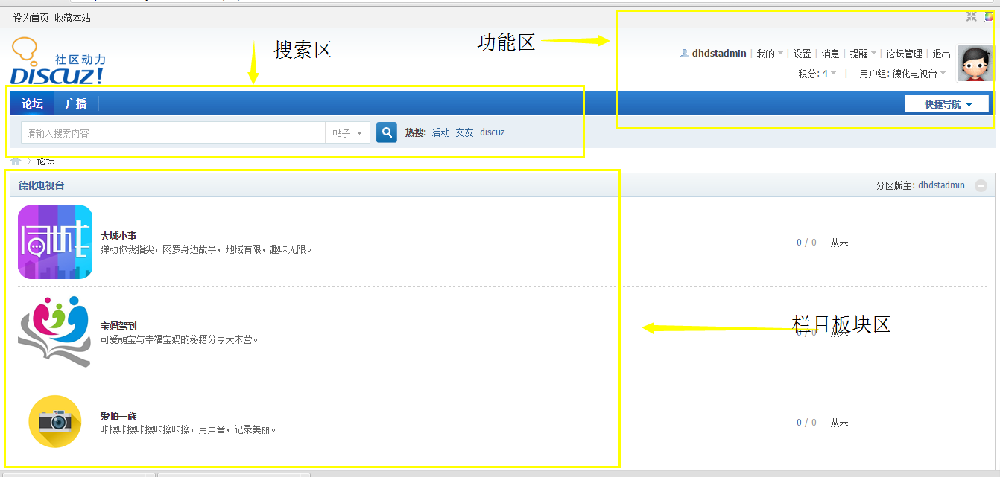 设为首页 收藏本站
搜索区
功能区
社区动力
DISCUZ!
dhdstadmin | 我的 | 设置 | 消息 | 提醒 | 论坛管理 | 退出
积分: 4 | 用户组: 德化电视台
论坛 广播
快捷导航
请输入搜索内容 帖子 热搜: 活动 交友 discuz
论坛
德化电视台 分区版主: dhdstadmin
同城
大城小事
弹动你我指尖，网罗身边故事，地域有限，趣味无限。
0 / 0 从未
宝妈驾到
可爱萌宝与幸福宝妈的秘籍分享大本营。
栏目板块区
0 / 0 从未
爱拍一族
咔擦咔擦咔擦咔擦咔擦，用声音，记录美丽。
0 / 0 从未